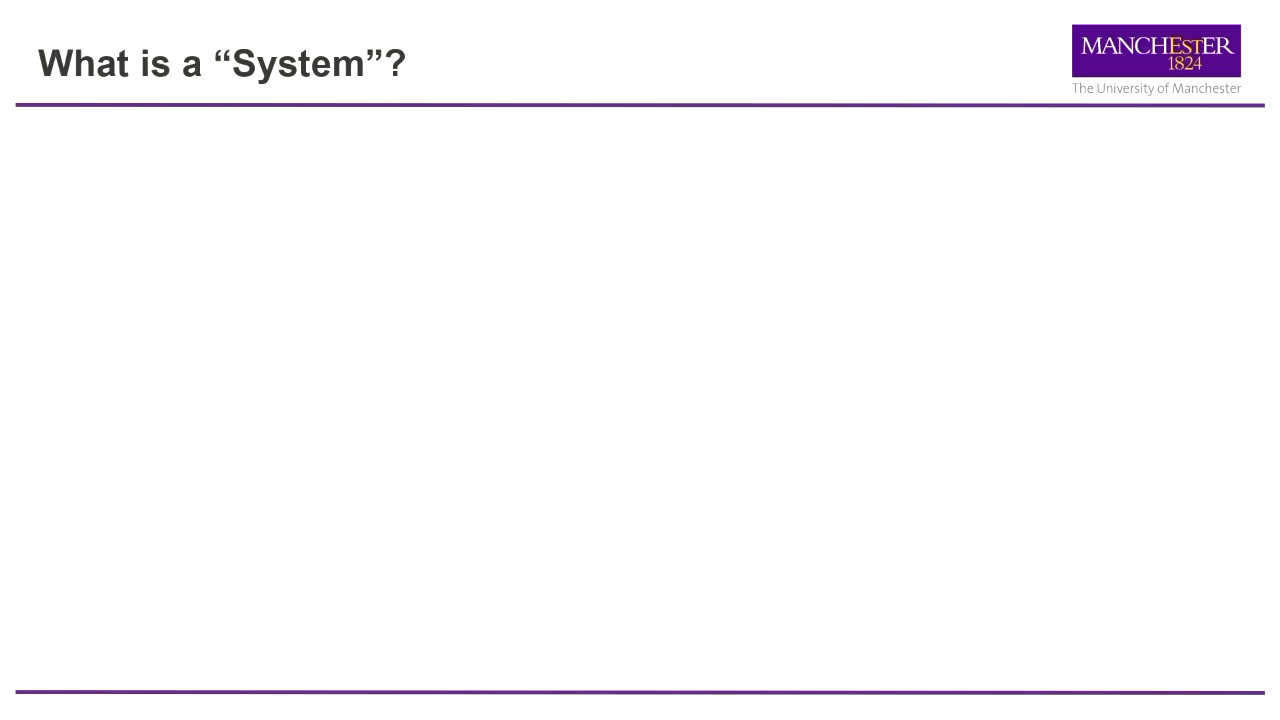 What is a “System”?
MANCHEStER
1824
The University of Manchester